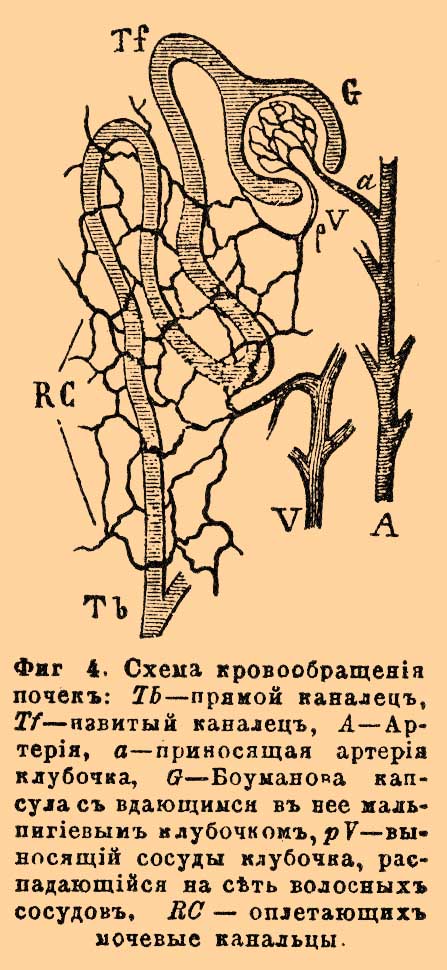 Tf
G
a
pV
RC
V
A
Tb
Фиг 4. Схема кровообращенія
почекъ: Tb—прямой каналец,
Tf—извитый каналецъ, А—Ар-
терія, а—приносящая артерія
клубочка, G—Боуманова кап-
сула съ вдающимся въ нее маль-
пигіевымъ клубочкомъ, pV—вы-
носящій сосуды клубочка, рас-
падающійся на сѣть волосныхъ
сосудовъ, RC — оплетающихъ
мочевые канальцы.